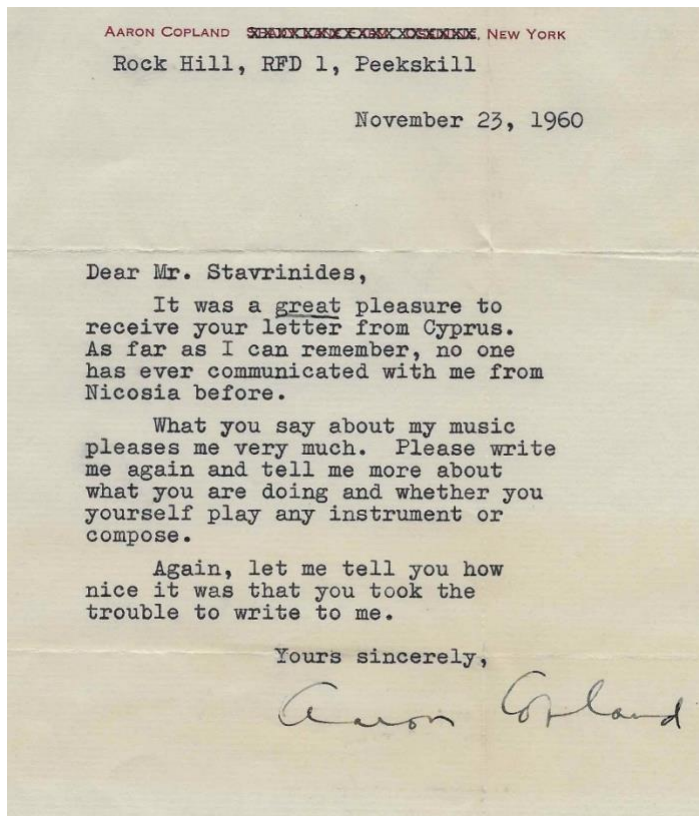 AARON COPLAND , NEW YORK
Rock Hill, RFD 1, Peekskill
November 23, 1960
Dear Mr. Stavrinides,
It was a great pleasure to
receive your letter from Cyprus.
As far as I can remember, no one
has ever communicated with me from
Nicosia before.
What you say about my music
pleases me very much. Please write
me again and tell me more about
what you are doing and whether you
yourself play any instrument or
compose.
Again, let me tell you how
nice it was that you took the
trouble to write to me.
Yours sincerely,
Aaron Copland